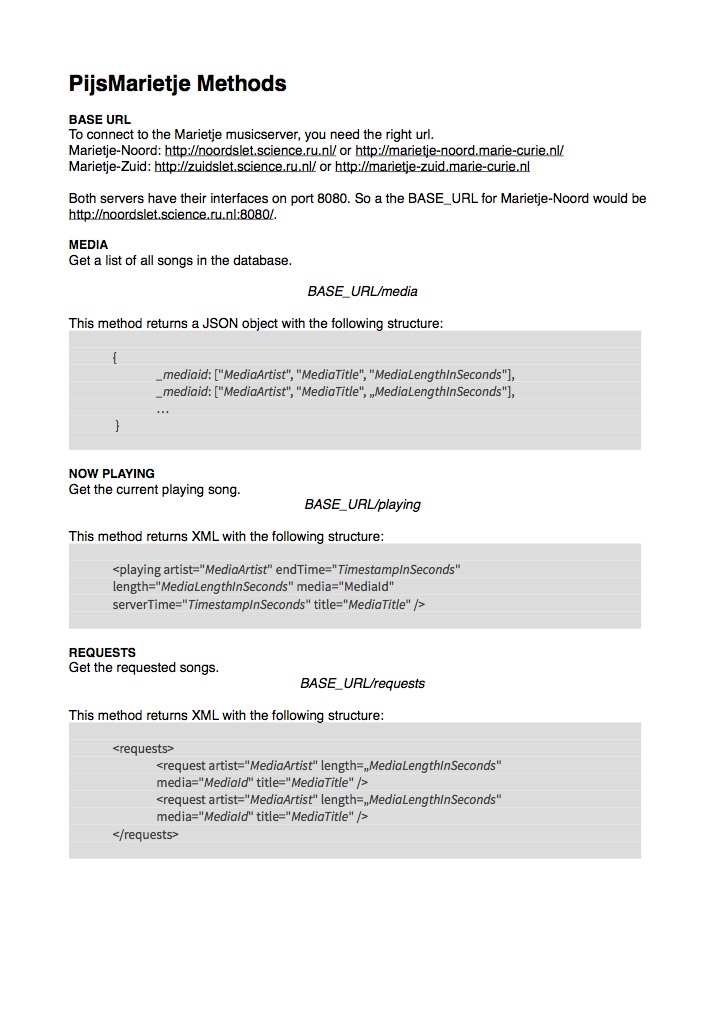 PijsMarietje Methods
BASE URL
To connect to the Marietje musicserver, you need the right url.
Marietje-Noord: http://noordslet.science.ru.nl/ or http://marietje-noord.marie-curie.nl/
Marietje-Zuid: http://zuidslet.science.ru.nl/ or http://marietje-zuid.marie-curie.nl
Both servers have their interfaces on port 8080. So a the BASE_URL for Marietje-Noord would be
http://noordslet.science.ru.nl:8080/.
MEDIA
Get a list of all songs in the database.
BASE_URL/media
This method returns a JSON object with the following structure:
{
_mediaid: ["MediaArtist", "MediaTitle", "MediaLengthInSeconds"],
_mediaid: ["MediaArtist", "MediaTitle", „MediaLengthInSeconds"],
…
}
NOW PLAYING
Get the current playing song.
BASE_URL/playing
This method returns XML with the following structure:
<playing artist="MediaArtist" endTime="TimestampInSeconds"
length="MediaLengthInSeconds" media="MediaId"
serverTime="TimestampInSeconds" title="MediaTitle" />
REQUESTS
Get the requested songs.
BASE_URL/requests
This method returns XML with the following structure:
<requests>
<request artist="MediaArtist" length=„MediaLengthInSeconds"
media="MediaId" title="MediaTitle" />
<request artist="MediaArtist" length=„MediaLengthInSeconds"
media="MediaId" title="MediaTitle" />
</requests>